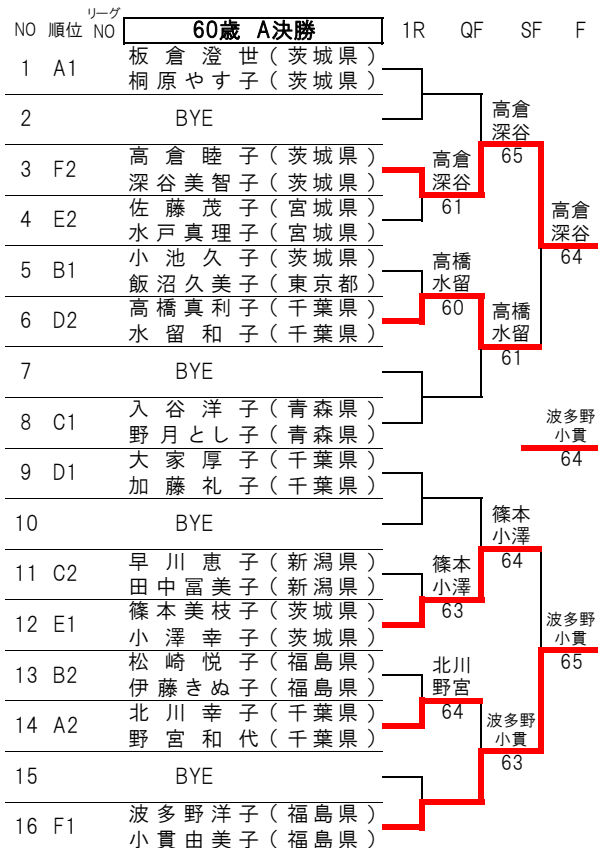 NO 順位 リーグNO 60歳 A決勝 1R QF SF F
1 A1 板倉澄世(茨城県)
桐原やす子(茨城県)
2 BYE
高倉
深谷
65
3 F2 高倉睦子(茨城県)
深谷美智子(茨城県)
高倉
深谷
61
4 E2 佐藤茂子(宮城県)
水戸真理子(宮城県)
高倉
深谷
64
5 B1 小池久子(茨城県)
飯沼久美子(東京都)
高橋
水留
60
6 D2 高橋真利子(千葉県)
水留和子(千葉県)
高橋
水留
61
7 BYE
8 C1 入谷洋子(青森県)
野月とし子(青森県)
波多野
小貫
64
9 D1 大家厚子(千葉県)
加藤礼子(千葉県)
10 BYE
篠本
小澤
64
11 C2 早川恵子(新潟県)
田中冨美子(新潟県)
篠本
小澤
63
12 E1 篠本美枝子(茨城県)
小澤幸子(茨城県)
波多野
小貫
65
13 B2 松崎悦子(福島県)
伊藤きぬ子(福島県)
北川
野宮
64
14 A2 北川幸子(千葉県)
野宮和代(千葉県)
波多野
小貫
63
15 BYE
16 F1 波多野洋子(福島県)
小貫由美子(福島県)